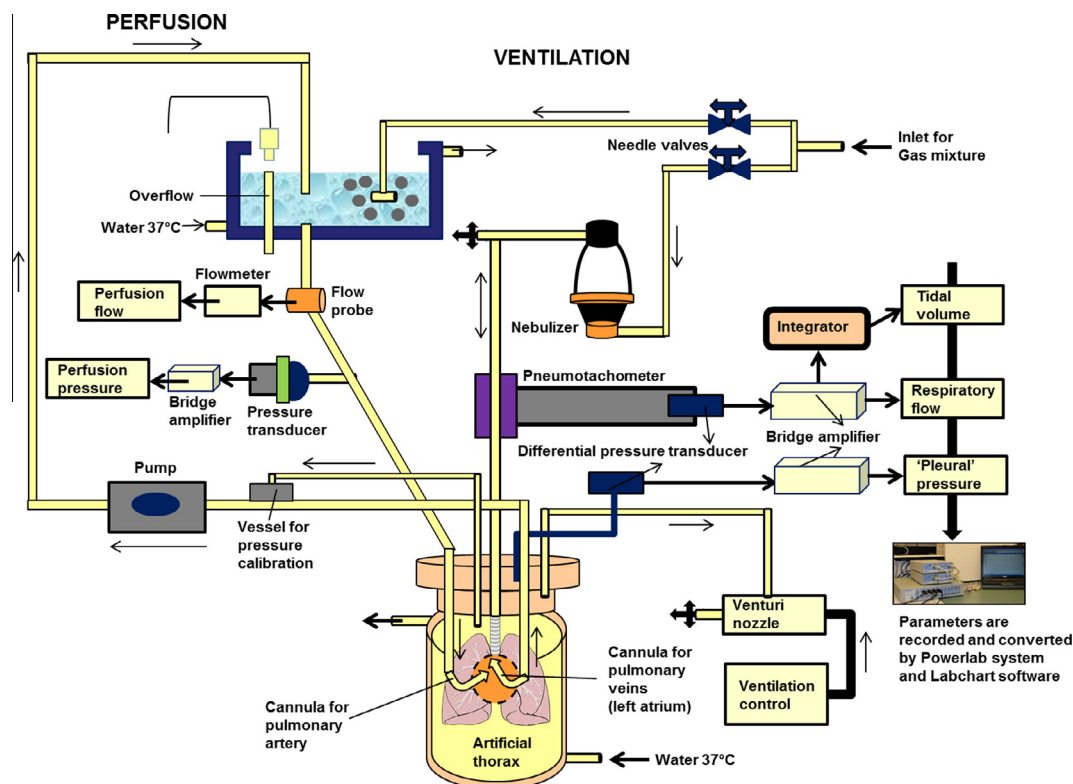 PERFUSION
VENTILATION
Needle valves
Inlet for
Gas mixture
Overflow
Water 37°C
Flowmeter
Perfusion
flow
Flow
probe
Nebulizer
Tidal
volume
Integrator
Perfusion
pressure
Bridge
amplifier
Pressure
transducer
Pneumotachometer
Respiratory
flow
Bridge amplifier
Differential pressure transducer
'Pleural'
pressure
Pump
Vessel for
pressure
calibration
Venturi
nozzle
Parameters are
recorded and converted
by Powerlab system
and Labchart software
Ventilation
control
Cannula for
pulmonary
veins
(left atrium)
Cannula for
pulmonary
artery
Artificial
thorax
Water 37°C